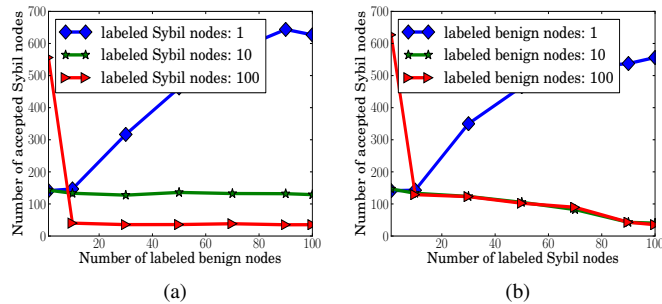 700
600
500
400
300
200
100
0
Number of accepted Sybil nodes
labeled Sybil nodes: 1
labeled Sybil nodes: 10
labeled Sybil nodes: 100
20 40 60 80 100
Number of labeled benign nodes
(a)
700
600
500
400
300
200
100
0
Number of accepted Sybil nodes
labeled benign nodes: 1
labeled benign nodes: 10
labeled benign nodes: 100
20 40 60 80 100
Number of labeled Sybil nodes
(b)